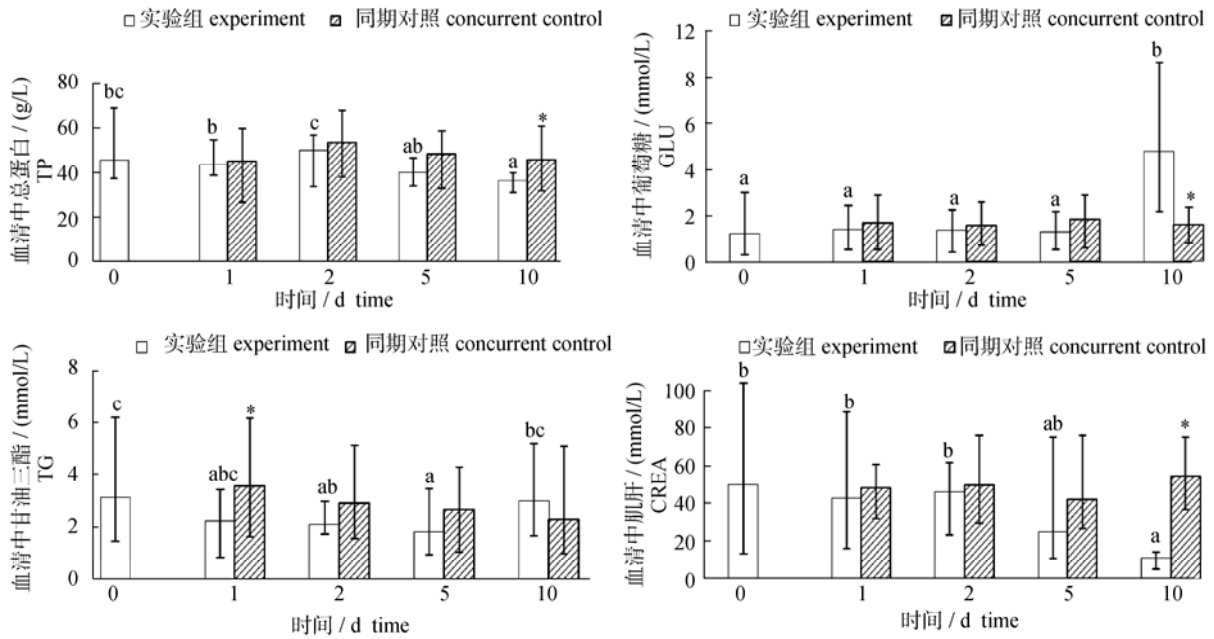 实验组 experiment 同期对照 concurrent control
血清中总蛋白 / (g/L)
TP
80
60
40
20
0
bc
b
c
ab
a
*
0 1 2 5 10
时间 / d time
实验组 experiment 同期对照 concurrent control
血清中葡萄糖 / (mmol/L)
GLU
12
8
6
4
2
0
a
a
a
a
b
*
0 1 2 5 10
时间 / d time
实验组 experiment 同期对照 concurrent control
血清中甘油三酯 / (mmol/L)
TG
8
6
4
2
0
c
abc
*
ab
a
bc
0 1 2 5 10
时间 / d time
实验组 experiment 同期对照 concurrent control
血清中肌肝 / (mmol/L)
CREA
100
80
60
40
20
0
b
b
b
ab
a
*
0 1 2 5 10
时间 / d time